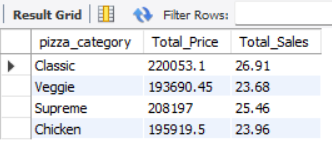 Result Grid Filter Rows:
pizza_category Total_Price Total_Sales
Classic 220053.1 26.91
Veggie 193690.45 23.68
Supreme 208197 25.46
Chicken 195919.5 23.96